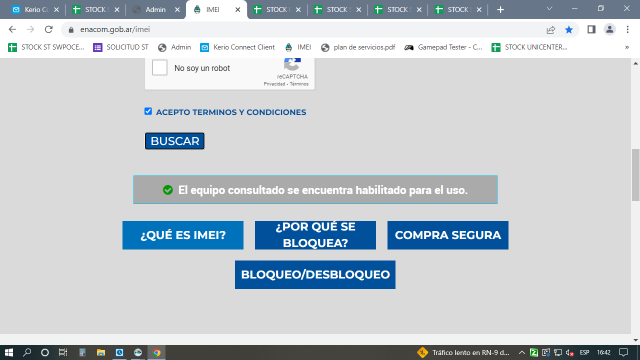 Kerio Conn
STOCK ST
Admin
IMEI
STOCK
STOCK S
STOCK S
STOCK S
enacom.gob.ar/imei
STOCK ST SWPOCE...
SOLICITUD ST
Admin
Kerio Connect Client
IMEI
plan de servicios.pdf
Gamepad Tester - C...
STOCK UNICENTER...
No soy un robot
reCAPTCHA
Privacidad - Términos
ACEPTO TERMINOS Y CONDICIONES
BUSCAR
El equipo consultado se encuentra habilitado para el uso.
¿QUÉ ES IMEI?
¿POR QUÉ SE
BLOQUEA?
COMPRA SEGURA
BLOQUEO/DESBLOQUEO
Tráfico lento en RN-9 d...
ESP
16:42